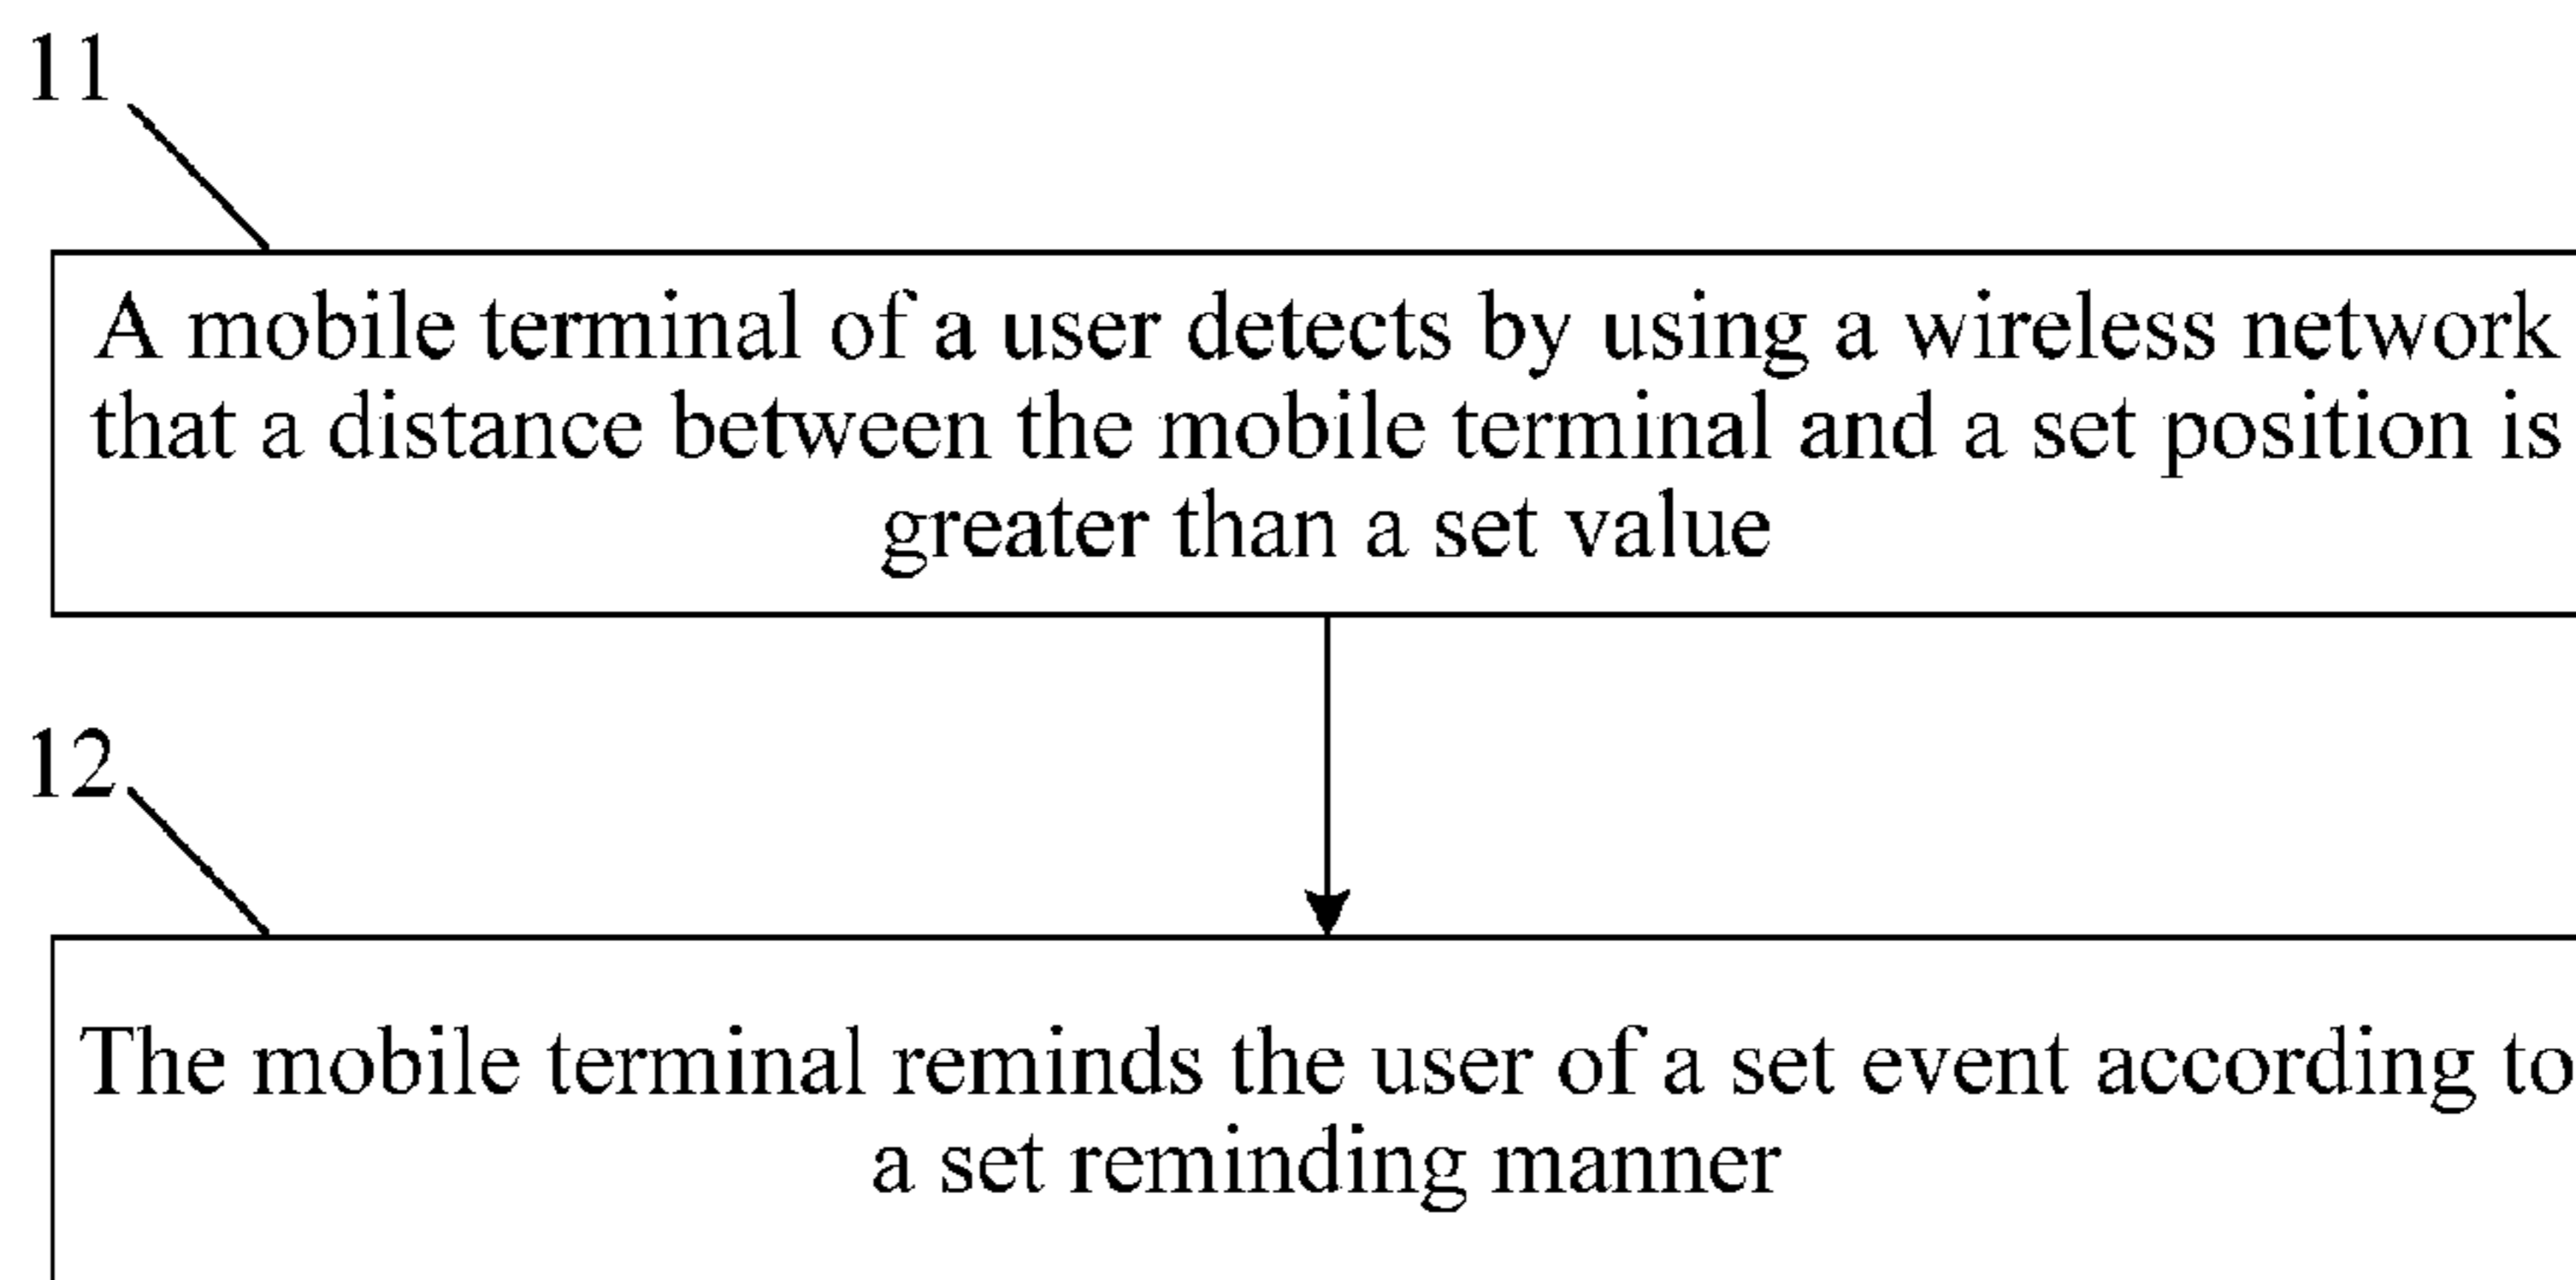 11
A mobile terminal of a user detects by using a wireless network
that a distance between the mobile terminal and a set position is
greater than a set value
12
The mobile terminal reminds the user of a set event according to
a set reminding manner